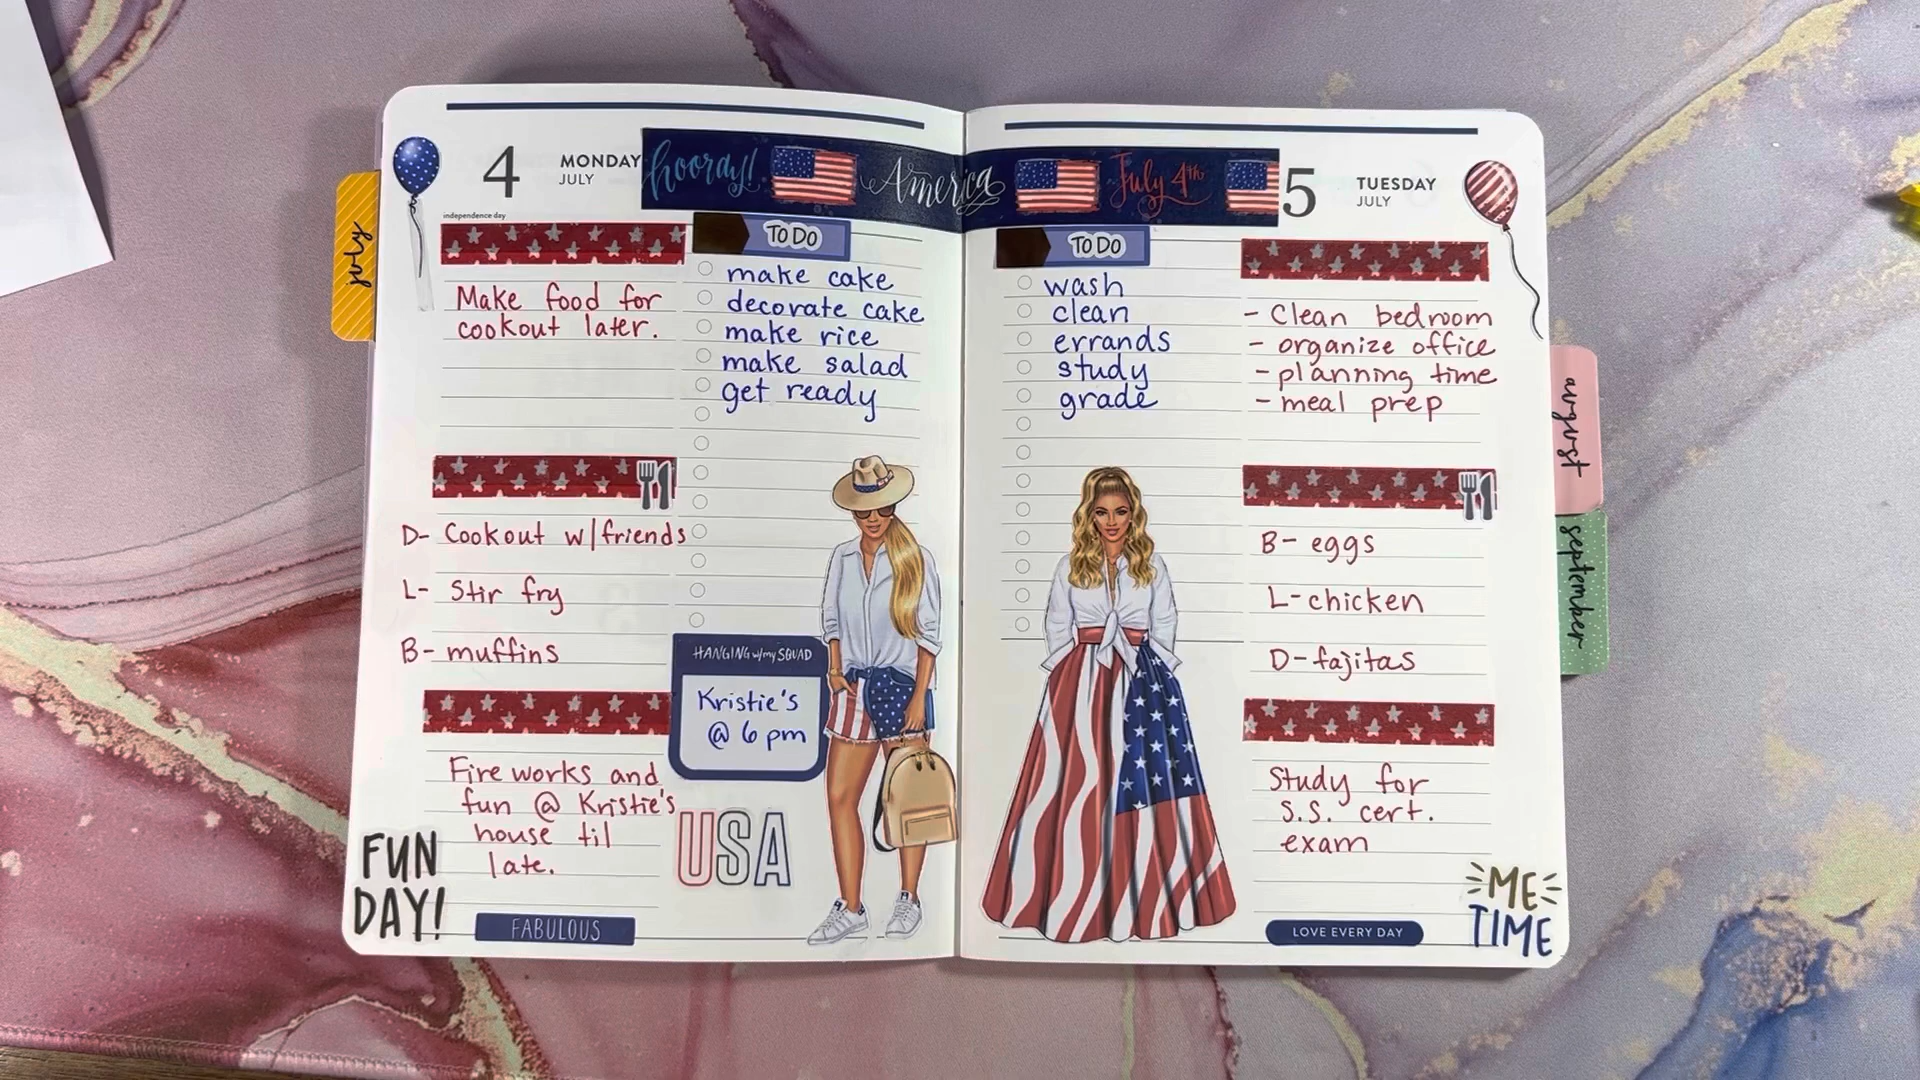 4
MONDAY
JULY
independence day
hooray!
America
July 4th
5
TUESDAY
JULY
july
TO DO
Make food for
cookout later.
make cake
decorate cake
make rice
make salad
get ready
D- Cookout w/friends
L- Stir fry
B- muffins
HANGING w/my SQUAD
Kristie's
@ 6 pm
Fireworks and
fun @ Kristie's
house til
late.
USA
FUN
DAY!
FABULOUS
TO DO
wash
clean
errands
study
grade
- Clean bedroom
- organize office
- planning time
- meal prep
B- eggs
L- chicken
D- fajitas
Study for
S.S. cert.
exam
ME
TIME
LOVE EVERY DAY
august
september